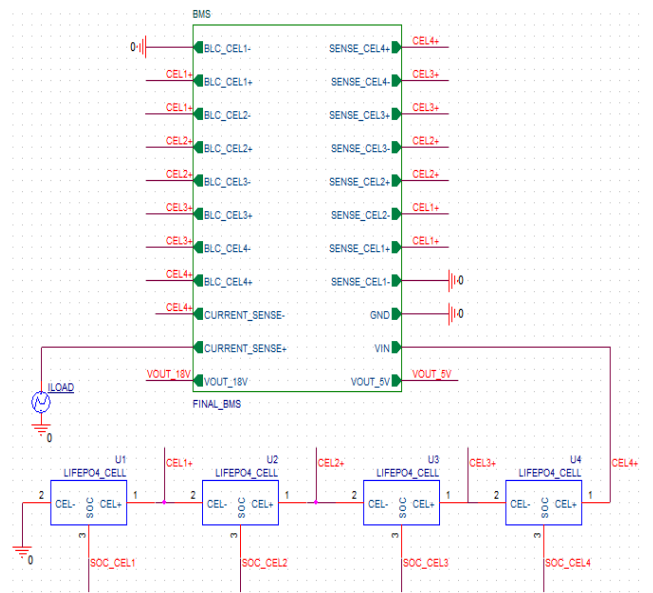 BMS
0 BLC_CEL1- SENSE_CEL4+ CEL4+
CEL1+ BLC_CEL1+ SENSE_CEL4- CEL3+
CEL1+ BLC_CEL2- SENSE_CEL3+ CEL3+
CEL2+ BLC_CEL2+ SENSE_CEL3- CEL2+
CEL2+ BLC_CEL3- SENSE_CEL2+ CEL2+
CEL3+ BLC_CEL3+ SENSE_CEL2- CEL1+
CEL3+ BLC_CEL4- SENSE_CEL1+ CEL1+
CEL4+ BLC_CEL4+ SENSE_CEL1- 0
CEL4+ CURRENT_SENSE- GND 0
CURRENT_SENSE+ VIN
VOUT_18V VOUT_18V VOUT_5V VOUT_5V
ILOAD
FINAL_BMS
0
U1 CEL1+ U2 CEL2+ U3 CEL3+ U4 CEL4+
LIFEPO4_CELL LIFEPO4_CELL LIFEPO4_CELL LIFEPO4_CELL
2 CEL- SOC CEL+ 1 2 CEL- SOC CEL+ 1 2 CEL- SOC CEL+ 1 2 CEL- SOC CEL+ 1
3 3 3 3
0 SOC_CEL1 SOC_CEL2 SOC_CEL3 SOC_CEL4